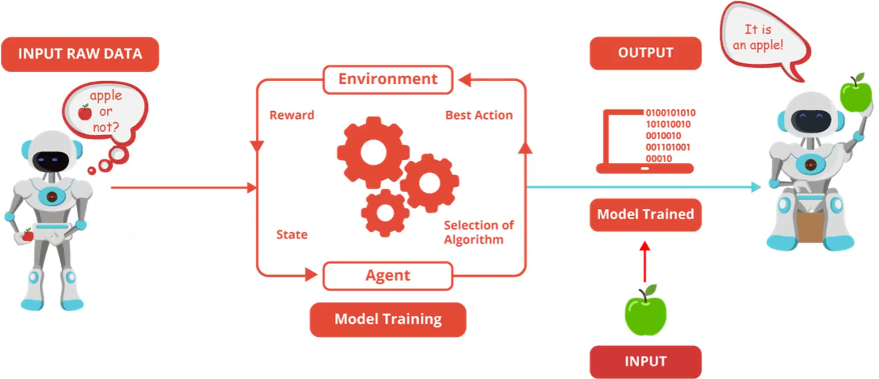 INPUT RAW DATA
apple
or
not?
Environment
Reward
Best Action
State
Selection of
Algorithm
Agent
Model Training
OUTPUT
0100101010
101010010
0010010
001101001
00010
Model Trained
INPUT
It is
an apple!